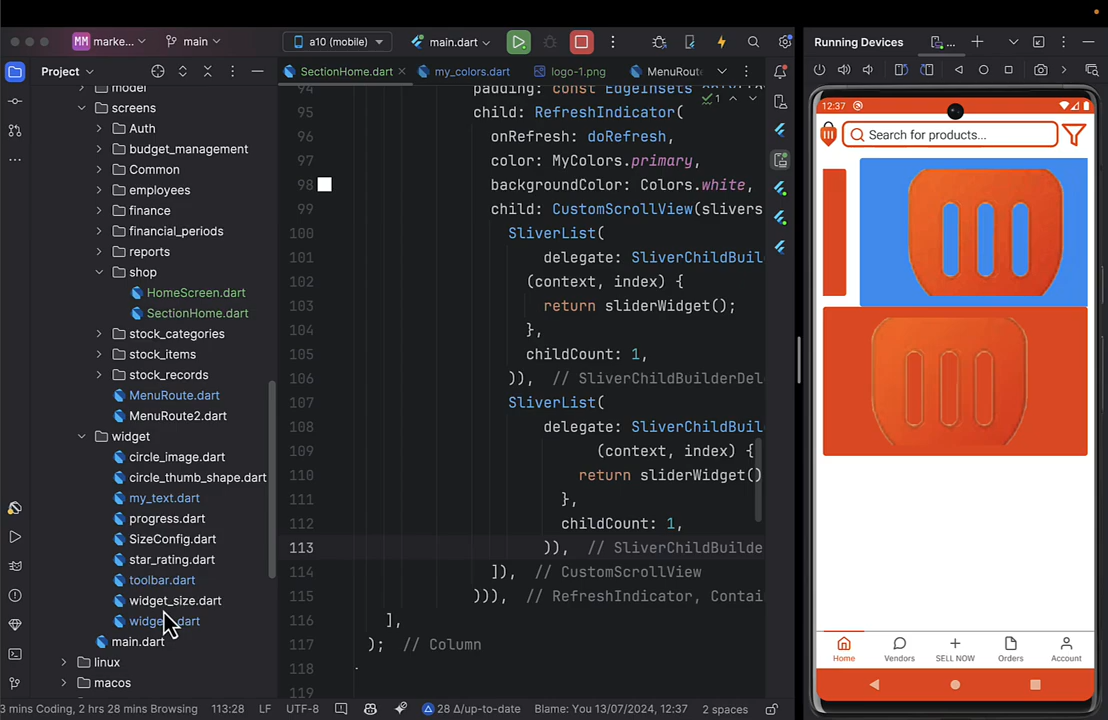 MM marke...
main
a10 (mobile)
main.dart
Running Devices
...
Project
SectionHome.dart
my_colors.dart
logo-1.png
MenuRout
model
screens
Auth
budget_management
Common
employees
finance
financial_periods
reports
shop
HomeScreen.dart
SectionHome.dart
stock_categories
stock_items
stock_records
MenuRoute.dart
MenuRoute2.dart
widget
circle_image.dart
circle_thumb_shape.dart
my_text.dart
progress.dart
SizeConfig.dart
star_rating.dart
toolbar.dart
widget_size.dart
main.dart
linux
macos
94 padding: const EdgeInsets
1
95 child: RefreshIndicator(
96 onRefresh: doRefresh,
97 color: MyColors.primary,
98 backgroundColor: Colors.white,
99 child: CustomScrollView(slivers
100 SliverList(
101 delegate: SliverChildBuil
102 (context, index) {
103 return sliderWidget();
104 },
105 childCount: 1,
106 )), // SliverChildBuilderDel
107 SliverList(
108 delegate: SliverChildBuil
109 (context, index) {
110 return sliderWidget()
111 },
112 childCount: 1,
113 )), // SliverChildBuilde
114 ]), // CustomScrollView
115 ))), // RefreshIndicator, Contai
116 ],
117 ); // Column
118
119
12:37
Search for products...
Home
Vendors
SELL NOW
Orders
Account
3 mins Coding, 2 hrs 28 mins Browsing
113:28
LF
UTF-8
28 Δ/up-to-date
Blame: You 13/07/2024, 12:37
2 spaces